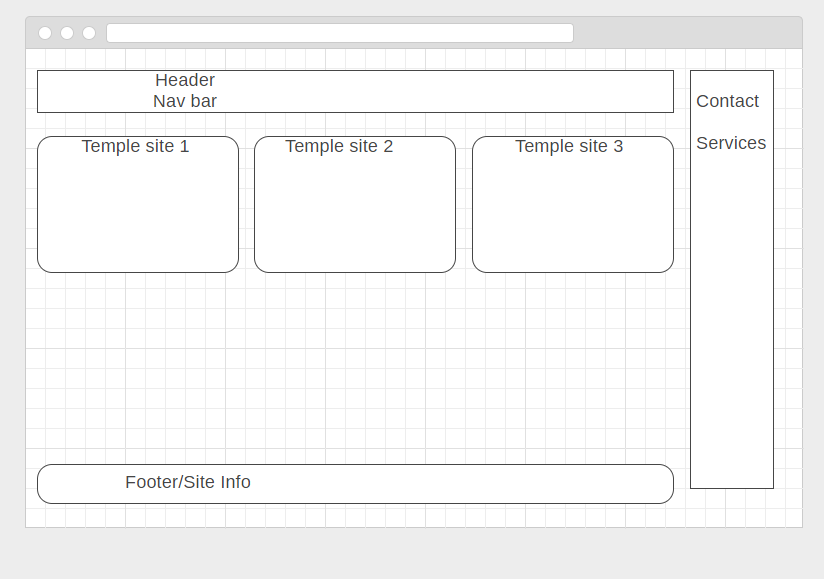 Header
Nav bar
Contact
Services
Temple site 1
Temple site 2
Temple site 3
Footer/Site Info